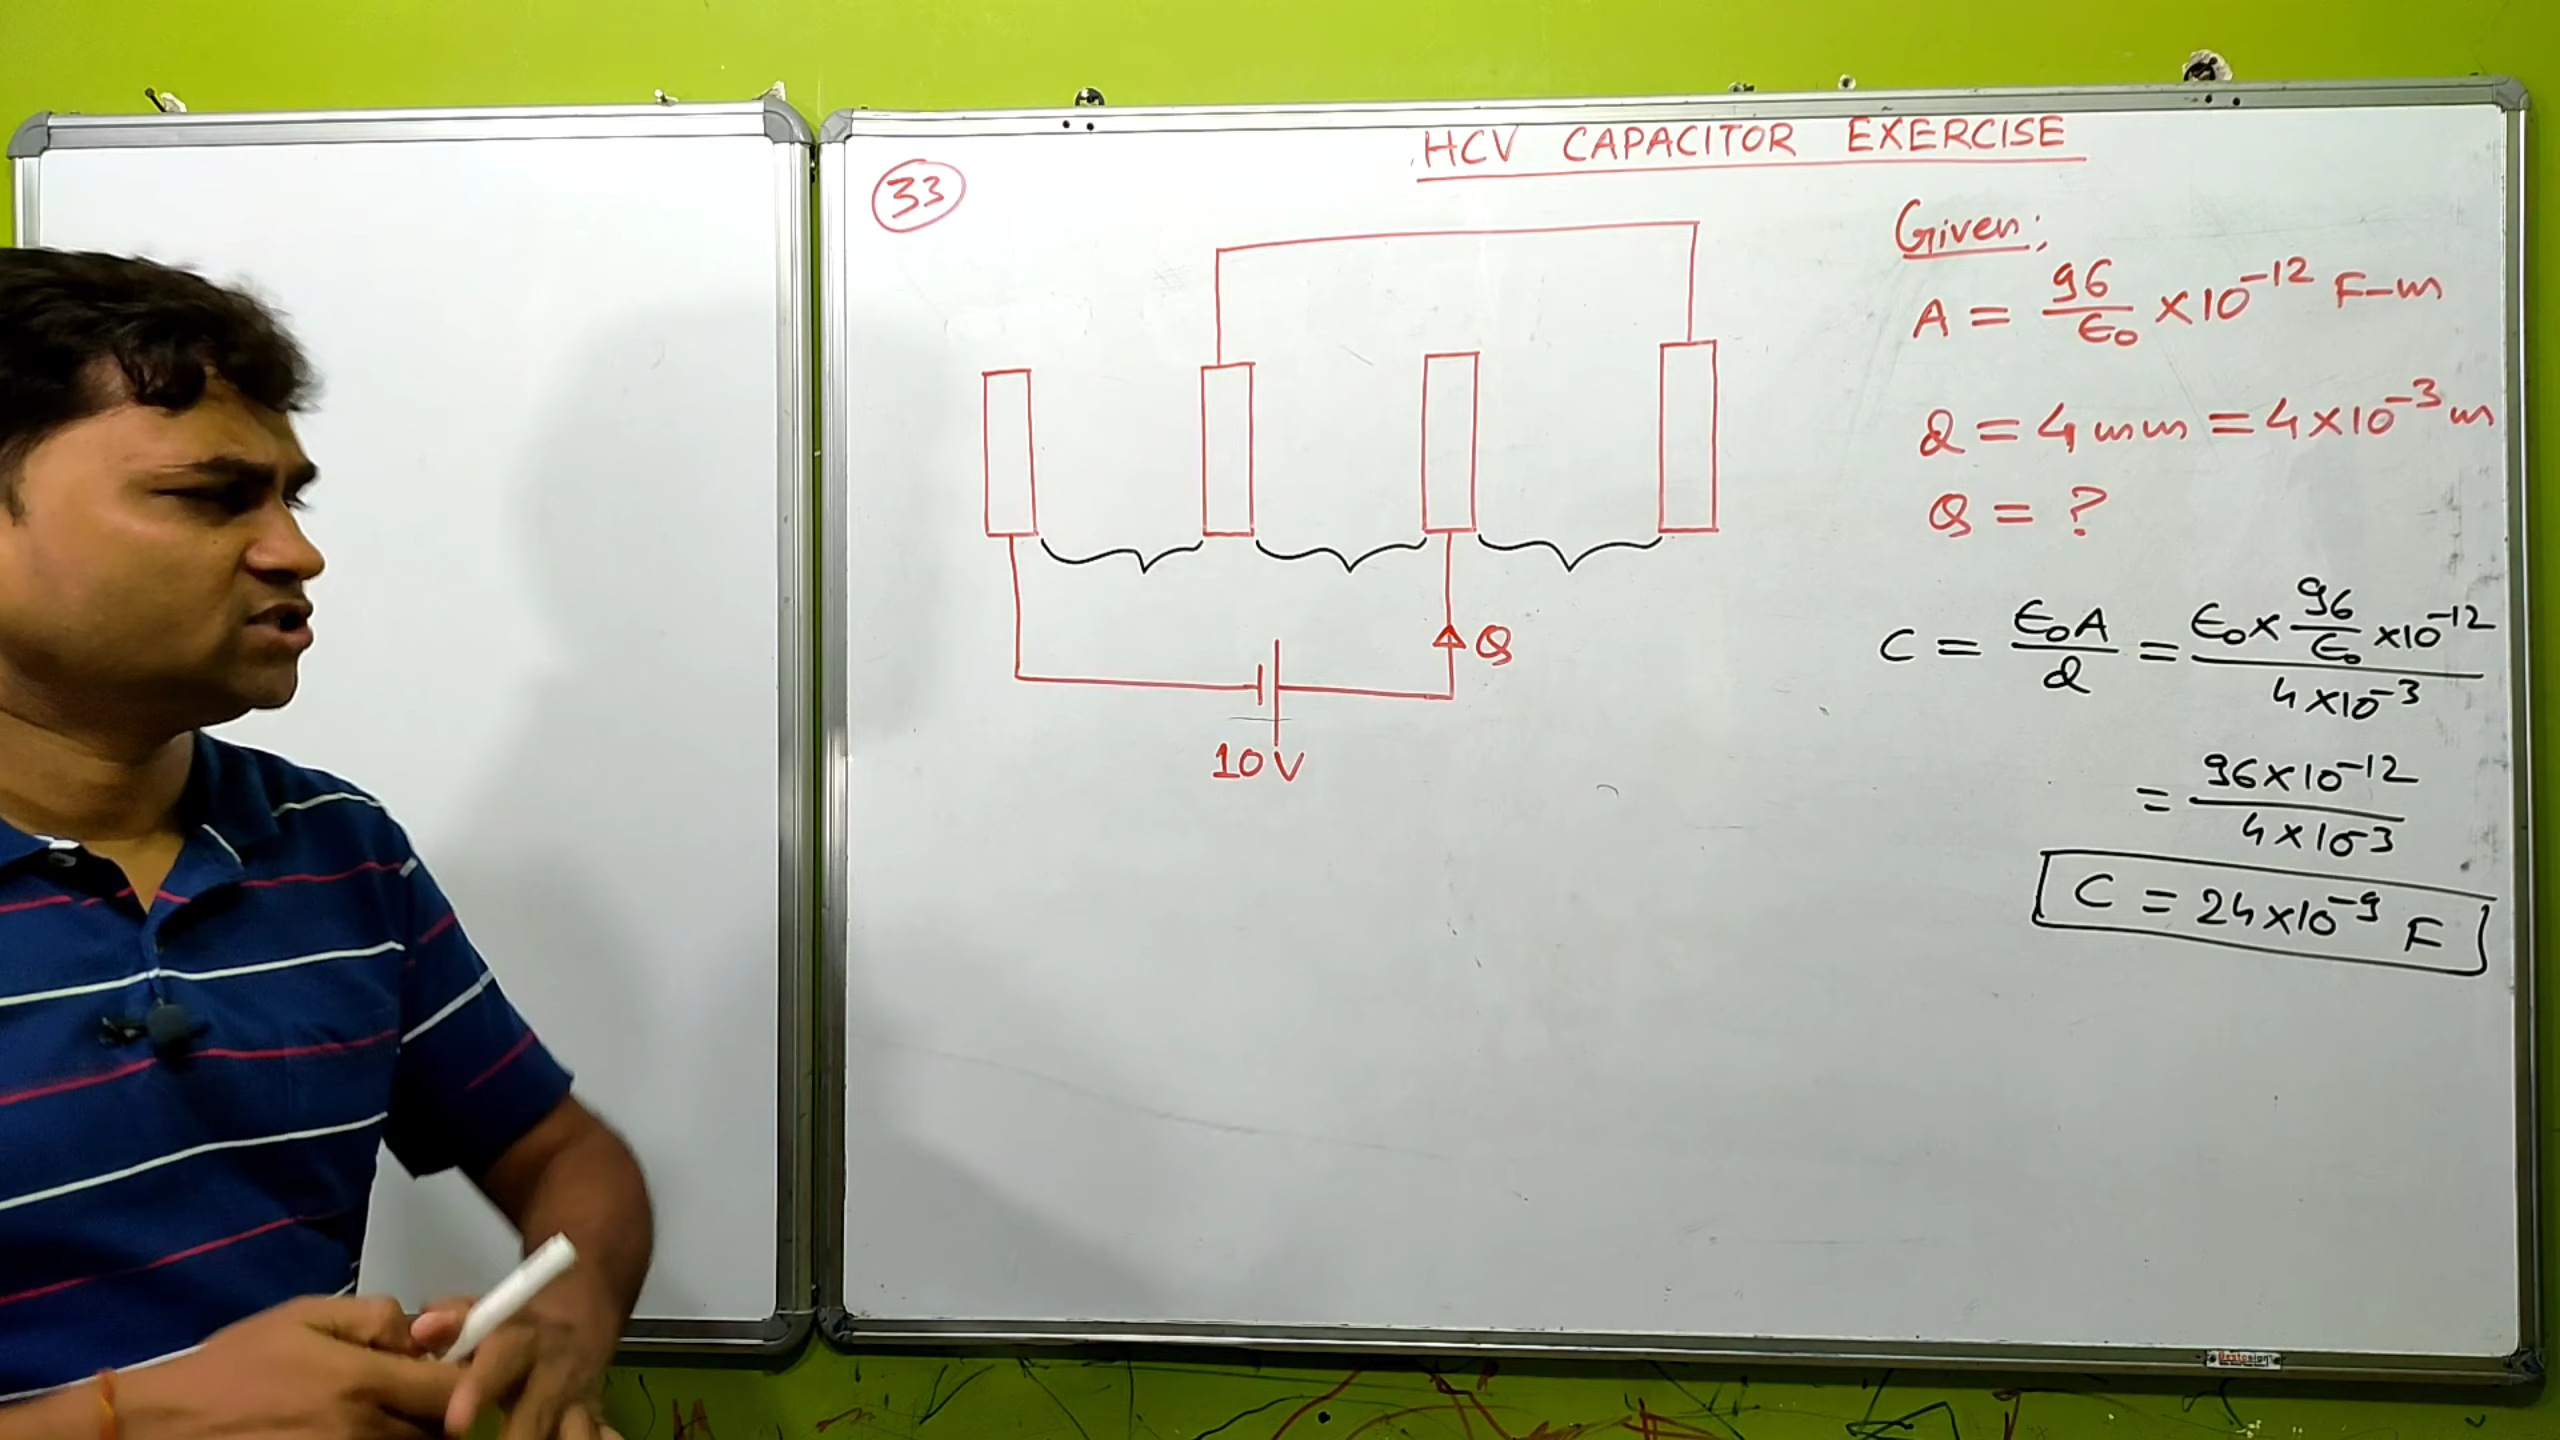 HCV CAPACITOR EXERCISE
33
Given:
A = 96/ϵ₀ × 10⁻¹² F-m
d = 4 mm = 4×10⁻³ m
Q = ?
Q
10V
C = ϵ₀A/d = ϵ₀ × 96/ϵ₀ × 10⁻¹² / 4×10⁻³
= 96×10⁻¹² / 4×10⁻³
C = 24×10⁻⁹ F